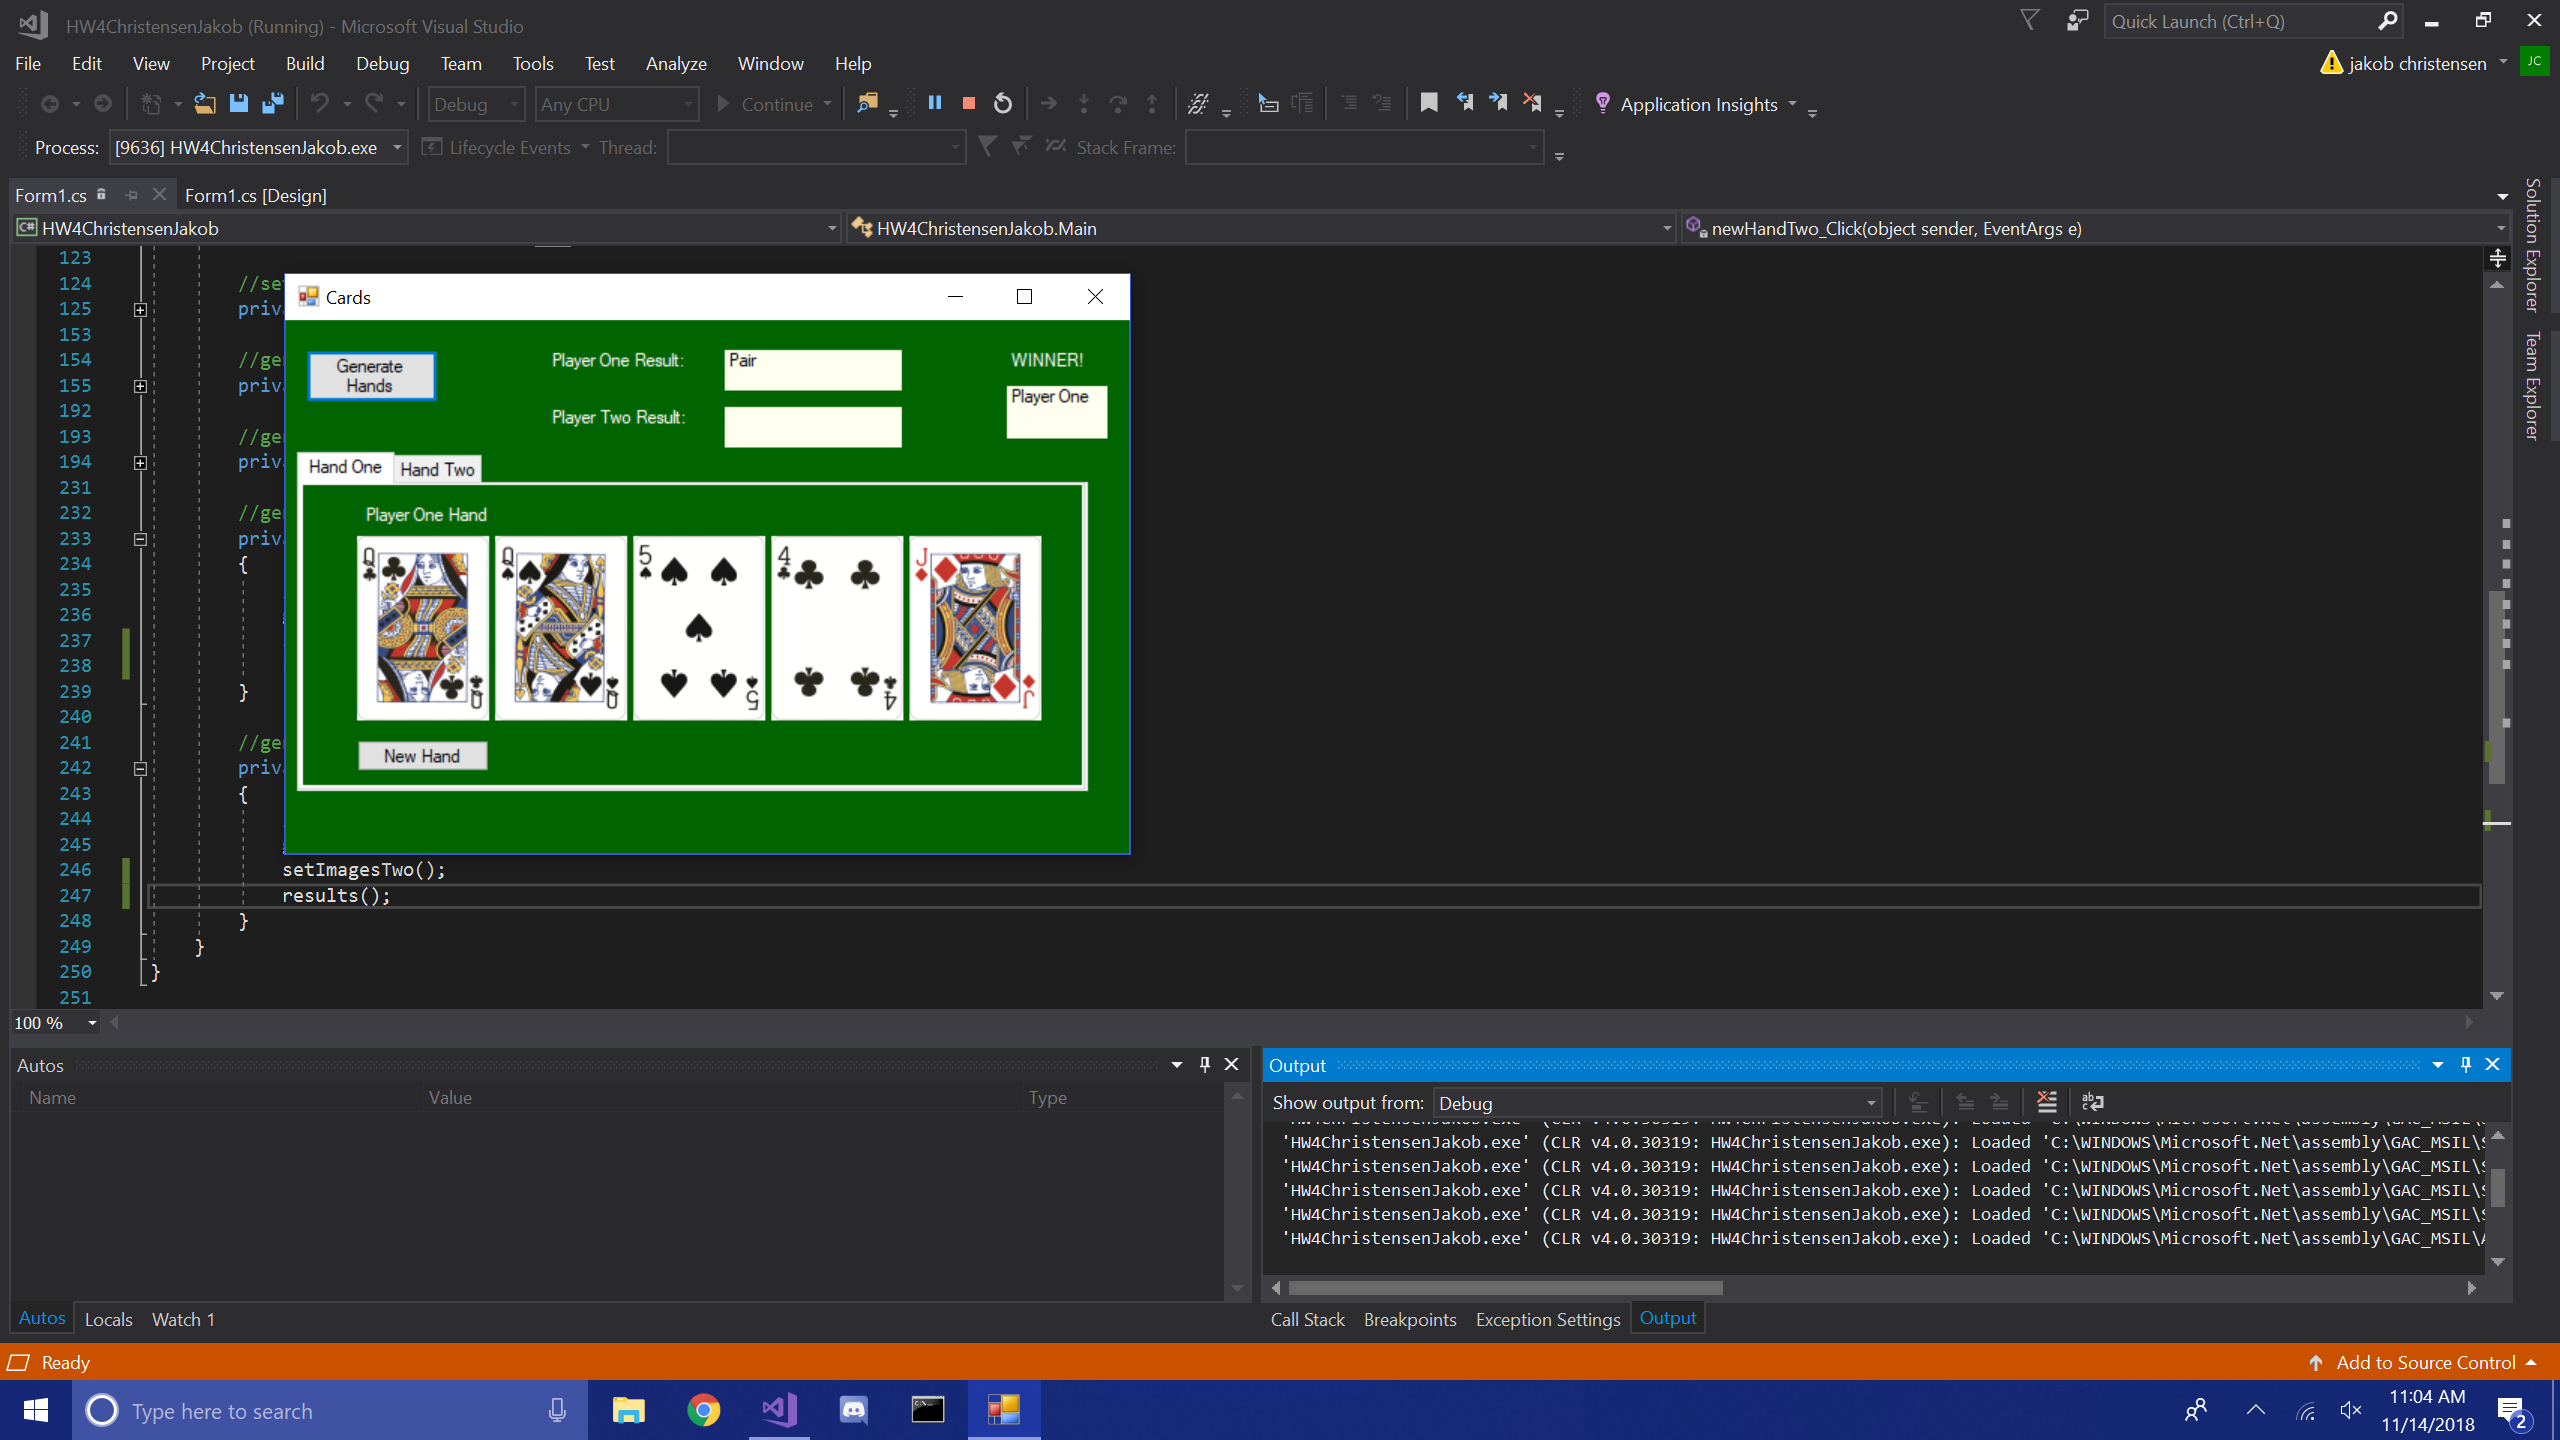 HW4ChristensenJakob (Running) - Microsoft Visual Studio
Quick Launch (Ctrl+Q)
File Edit View Project Build Debug Team Tools Test Analyze Window Help
jakob christensen JC
Debug Any CPU Continue Application Insights
Process: [9636] HW4ChristensenJakob.exe Lifecycle Events Thread: Stack Frame:
Form1.cs Form1.cs [Design]
HW4ChristensenJakob HW4ChristensenJakob.Main newHandTwo_Click(object sender, EventArgs e)
Solution Explorer
Team Explorer
123
124 //se
125 priv
153
154 //ge
155 priv
192
193 //ge
194 priv
231
232 //ge
233 priv
234 {
235
236
237
238
239 }
240
241 //ge
242 priv
243 {
244
245
246 setImagesTwo();
247 results();
248 }
249 }
250 }
251
Cards
Generate
Hands
Player One Result: Pair
Player Two Result:
WINNER!
Player One
Hand One Hand Two
Player One Hand
Q Q 5 4 J
Q Q 5 4 J
New Hand
100 %
Autos
Name Value Type
Autos Locals Watch 1
Output
Show output from: Debug
'HW4ChristensenJakob.exe' (CLR v4.0.30319: HW4ChristensenJakob.exe): Loaded 'C:\WINDOWS\Microsoft.Net\assembly\GAC_MSIL\S
'HW4ChristensenJakob.exe' (CLR v4.0.30319: HW4ChristensenJakob.exe): Loaded 'C:\WINDOWS\Microsoft.Net\assembly\GAC_MSIL\S
'HW4ChristensenJakob.exe' (CLR v4.0.30319: HW4ChristensenJakob.exe): Loaded 'C:\WINDOWS\Microsoft.Net\assembly\GAC_MSIL\S
'HW4ChristensenJakob.exe' (CLR v4.0.30319: HW4ChristensenJakob.exe): Loaded 'C:\WINDOWS\Microsoft.Net\assembly\GAC_MSIL\S
'HW4ChristensenJakob.exe' (CLR v4.0.30319: HW4ChristensenJakob.exe): Loaded 'C:\WINDOWS\Microsoft.Net\assembly\GAC_MSIL\A
Call Stack Breakpoints Exception Settings Output
Ready
Add to Source Control
Type here to search
11:04 AM
11/14/2018
2